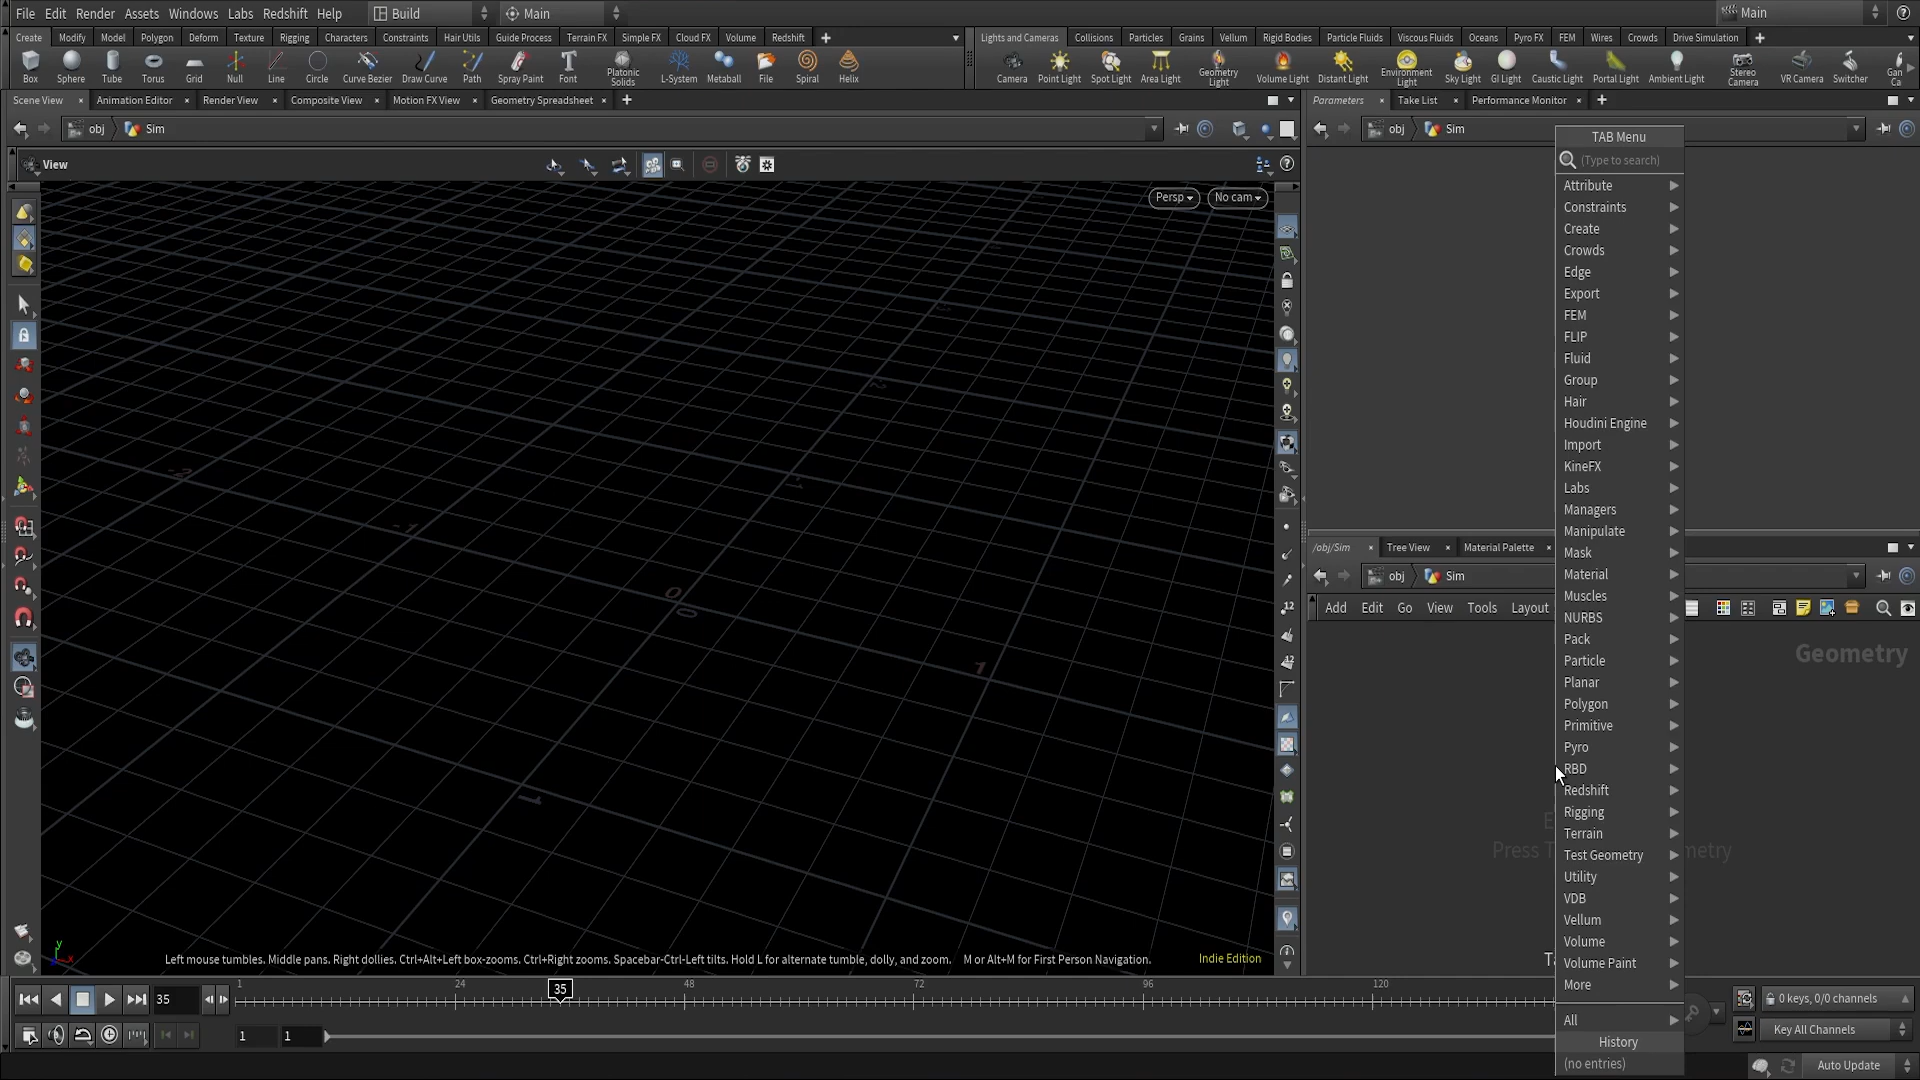 File Edit Render Assets Windows Labs Redshift Help Build Main Main
Create Modify Model Polygon Deform Texture Rigging Characters Constraints Hair Utils Guide Process Terrain FX Simple FX Cloud FX Volume Redshift
Lights and Cameras Collisions Particles Grains Vellum Rigid Bodies Particle Fluids Viscous Fluids Oceans Pyro FX FEM Wires Crowds Drive Simulation
Box Sphere Tube Torus Grid Null Line Circle Curve Bezier Draw Curve Path Spray Paint Font Platonic Solids L-System Metaball File Spiral Helix
Camera Point Light Spot Light Area Light Geometry Light Volume Light Distant Light Environment Light Sky Light GI Light Caustic Light Portal Light Ambient Light Stereo Camera VR Camera Switcher Gan Ca
Scene View Animation Editor Render View Composite View Motion FX View Geometry Spreadsheet
Parameters Take List Performance Monitor
obj Sim
obj Sim
View
Persp No cam
TAB Menu
(Type to search)
Attribute
Constraints
Create
Crowds
Edge
Export
FEM
FLIP
Fluid
Group
Hair
Houdini Engine
Import
KineFX
Labs
Managers
Manipulate
Mask
Material
Muscles
NURBS
Pack
Particle
Planar
Polygon
Primitive
Pyro
RBD
Redshift
Rigging
Terrain
Test Geometry
Utility
VDB
Vellum
Volume
Volume Paint
More
All
History
(no entries)
/obj/Sim Tree View Material Palette
obj Sim
Add Edit Go View Tools Layout
Geometry
Press T
metry
Left mouse tumbles. Middle pans. Right dollies. Ctrl+Alt+Left box-zooms. Ctrl+Right zooms. Spacebar-Ctrl-Left tilts. Hold L for alternate tumble, dolly, and zoom. M or Alt+M for First Person Navigation.
Indie Edition
35 1 24 35 48 72 96 120
0 keys, 0/0 channels
1 1
Key All Channels
Auto Update